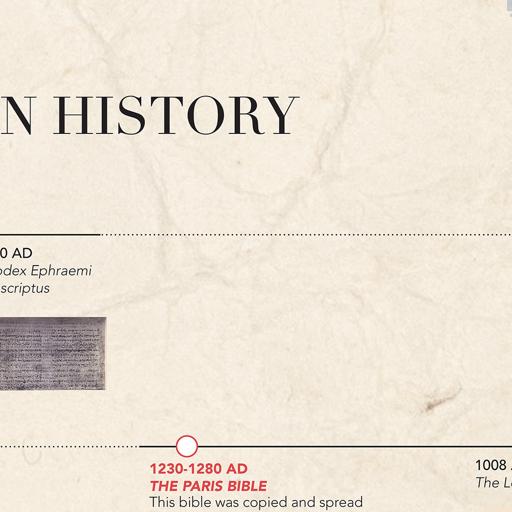 N HISTORY
0 AD
odex Ephraemi
scriptus
1230-1280 AD
THE PARIS BIBLE
This bible was copied and spread
1008
The L